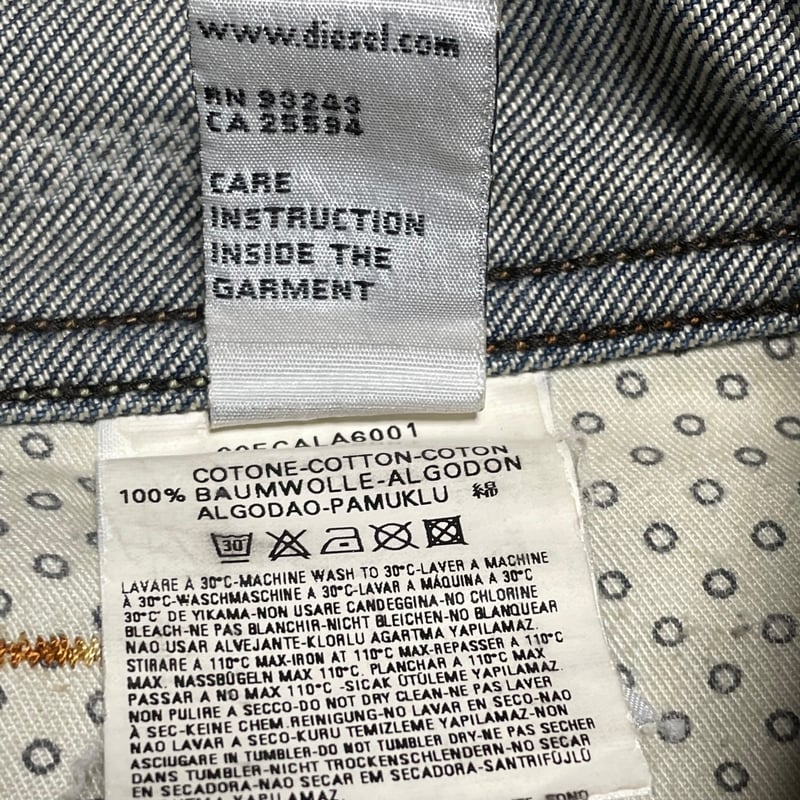 www.diesel.com
RN 93243
CA 25594
CARE
INSTRUCTION
INSIDE THE
GARMENT
COTONE-COTTON-COTON
100% BAUMWOLLE-ALGODON
ALGODAO-PAMUKLU 綿
30
LAVARE A 30°C-MACHINE WASH TO 30°C-LAVER A MACHINE
À 30°C-WASCHMASCHINE A 30°C-LAVAR A MÁQUINA A 30°C
30°C DE YIKAMA-NON USARE CANDEGGINA-NO CHLORINE
BLEACH-NE PAS BLANCHIR-NICHT BLEICHEN-NO BLANQUEAR
NAO USAR ALVEJANTE-KLORLU AGARTMA YAPILAMAZ.
STIRARE A 110°C MAX-IRON AT 110°C MAX-REPASSER A 110°C
MAX. NASSBÜGELN MAX 110°C. PLANCHAR A 110°C MAX
PASSAR A NO MAX 110°C -SICAK ÜTÜLEME YAPILAMAZ.
NON PULIRE A SECCO-DO NOT DRY CLEAN-NE PAS LAVER
À SEC-KEINE CHEM.REINIGUNG-NO LAVAR EN SECO
NAO LAVAR A SECO-KURU TEMIZLEME YAPILAMAZ-NON
ASCIUGARE IN TUMBLER-DO NOT TUMBLER DRY-NE PAS SECHER
DANS TUMBLER-NICHT TROCKENSCHLENDERN-NO SECAR
EN SECADORA-NAO SECAR EM SECADORA-SANTRIFÜJLÜ
YAPILAMAZ.